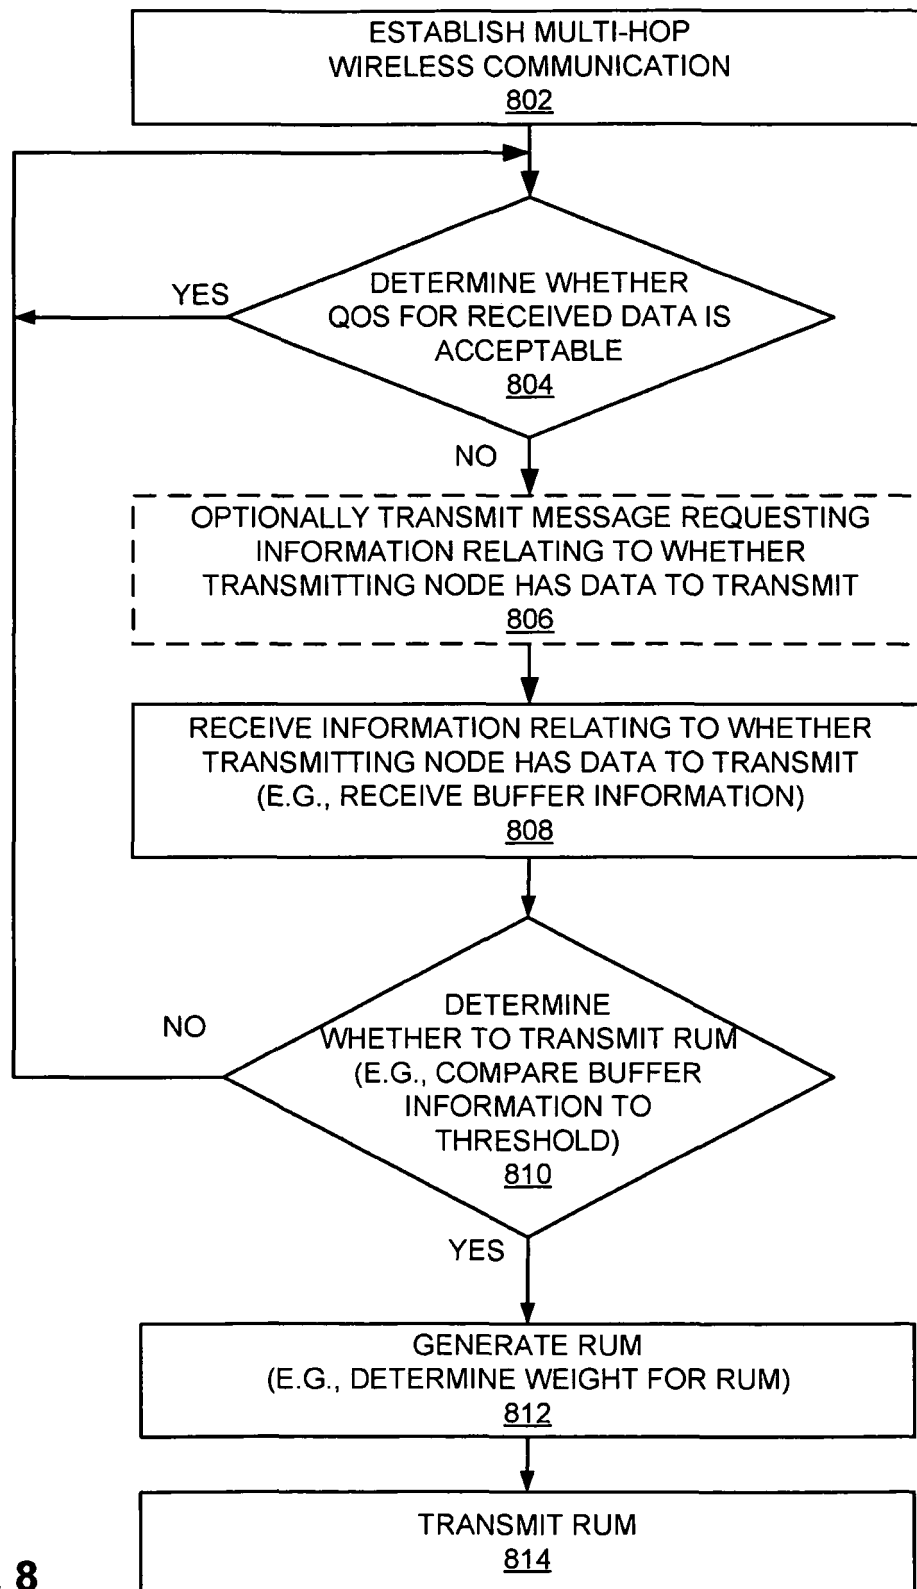 ESTABLISH MULTI-HOP
WIRELESS COMMUNICATION
802
YES
DETERMINE WHETHER
QOS FOR RECEIVED DATA IS
ACCEPTABLE
804
NO
OPTIONALLY TRANSMIT MESSAGE REQUESTING
INFORMATION RELATING TO WHETHER
TRANSMITTING NODE HAS DATA TO TRANSMIT
806
RECEIVE INFORMATION RELATING TO WHETHER
TRANSMITTING NODE HAS DATA TO TRANSMIT
(E.G., RECEIVE BUFFER INFORMATION)
808
NO
DETERMINE
WHETHER TO TRANSMIT RUM
(E.G., COMPARE BUFFER
INFORMATION TO
THRESHOLD)
810
YES
GENERATE RUM
(E.G., DETERMINE WEIGHT FOR RUM)
812
TRANSMIT RUM
814
. 8